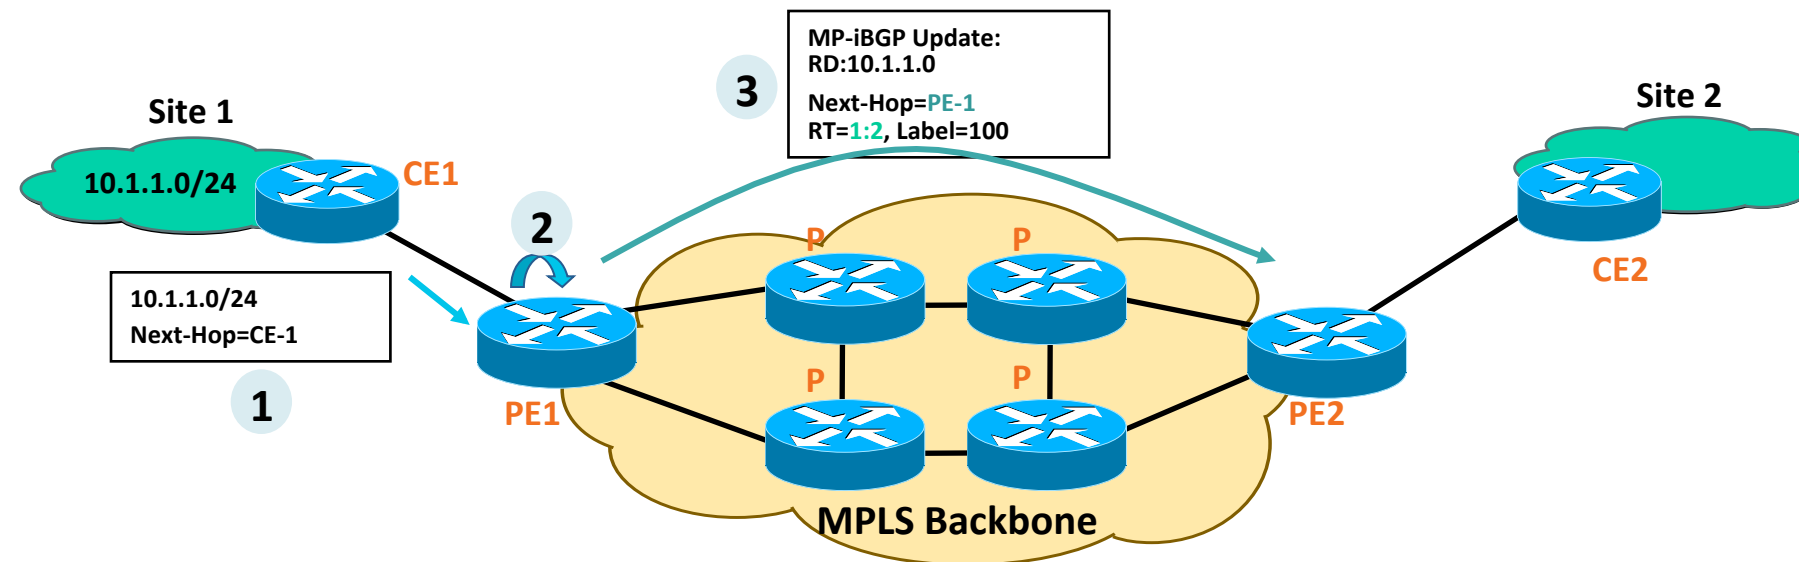 MP-iBGP Update:
RD:10.1.1.0
Next-Hop=PE-1
RT=1:2, Label=100
3
Site 1
Site 2
10.1.1.0/24
CE1
2
P
P
CE2
10.1.1.0/24
Next-Hop=CE-1
1
P
P
PE1
PE2
MPLS Backbone